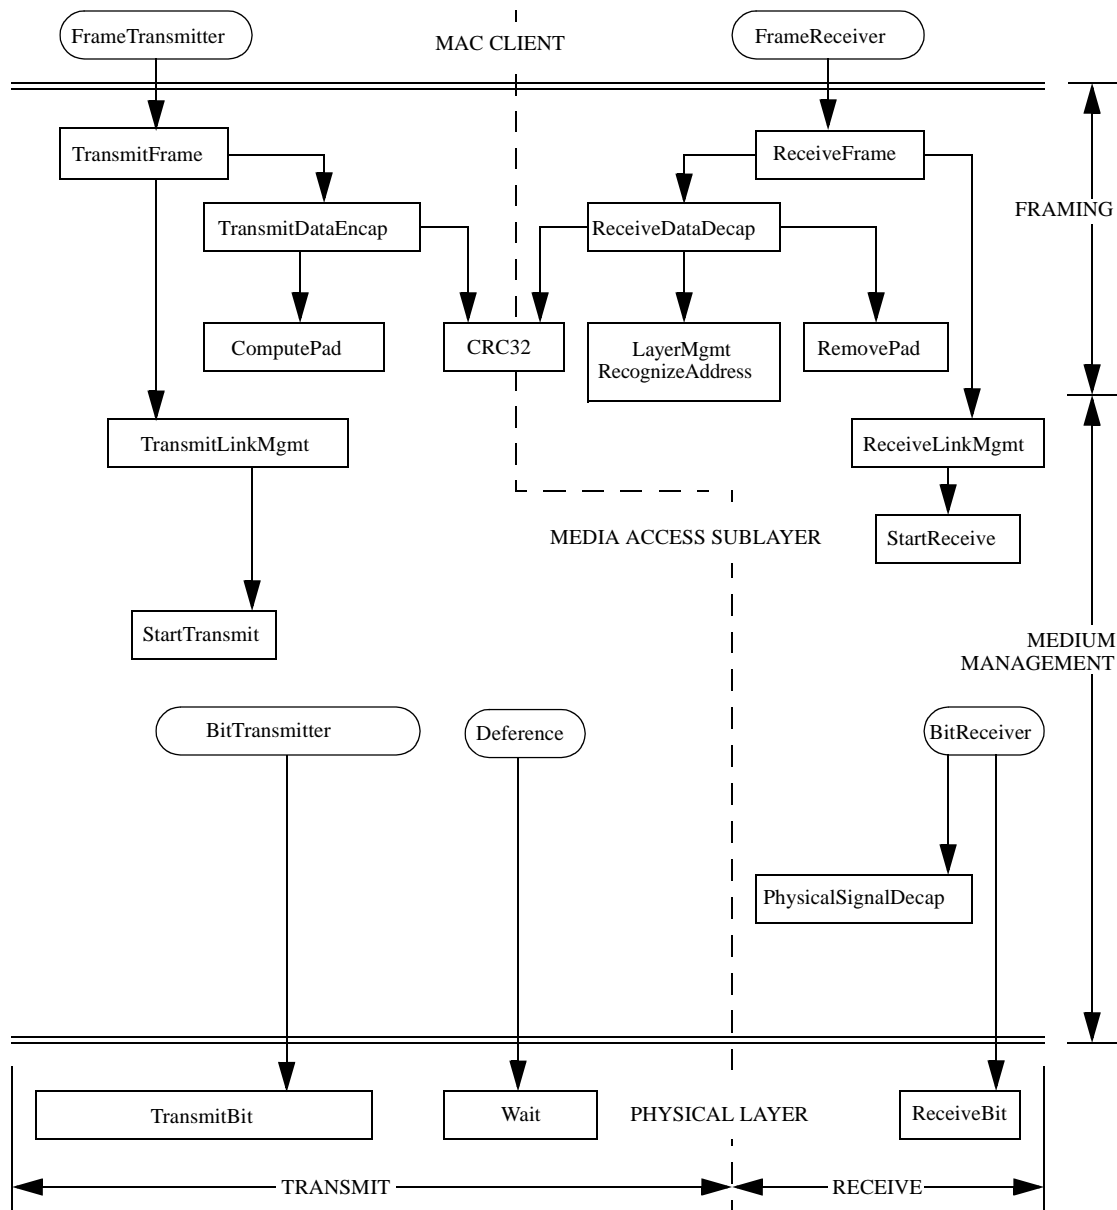 FrameTransmitter
MAC CLIENT
FrameReceiver
TransmitFrame
ReceiveFrame
TransmitDataEncap
ReceiveDataDecap
FRAMING
ComputePad
CRC32
LayerMgmt
RecognizeAddress
RemovePad
TransmitLinkMgmt
ReceiveLinkMgmt
MEDIA ACCESS SUBLAYER
StartReceive
StartTransmit
MEDIUM
MANAGEMENT
BitTransmitter
Deference
BitReceiver
PhysicalSignalDecap
TransmitBit
Wait
PHYSICAL LAYER
ReceiveBit
TRANSMIT
RECEIVE